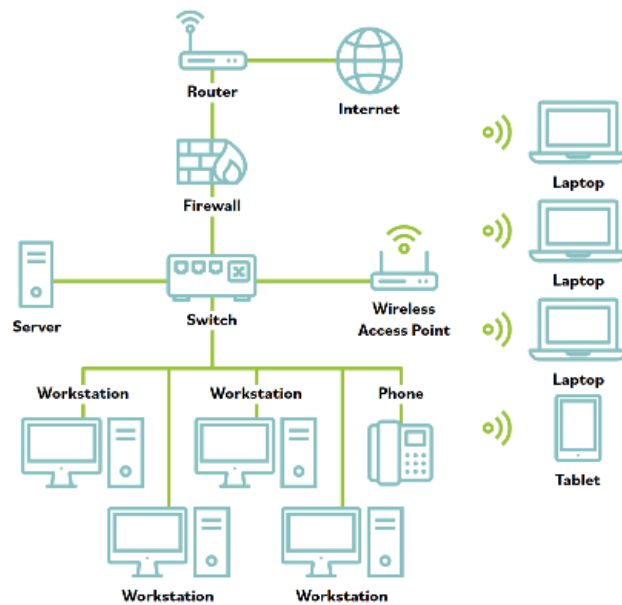 Router
Internet
Laptop
Firewall
Laptop
Server
Switch
Wireless
Access Point
Laptop
Workstation
Workstation
Phone
Tablet
Workstation
Workstation